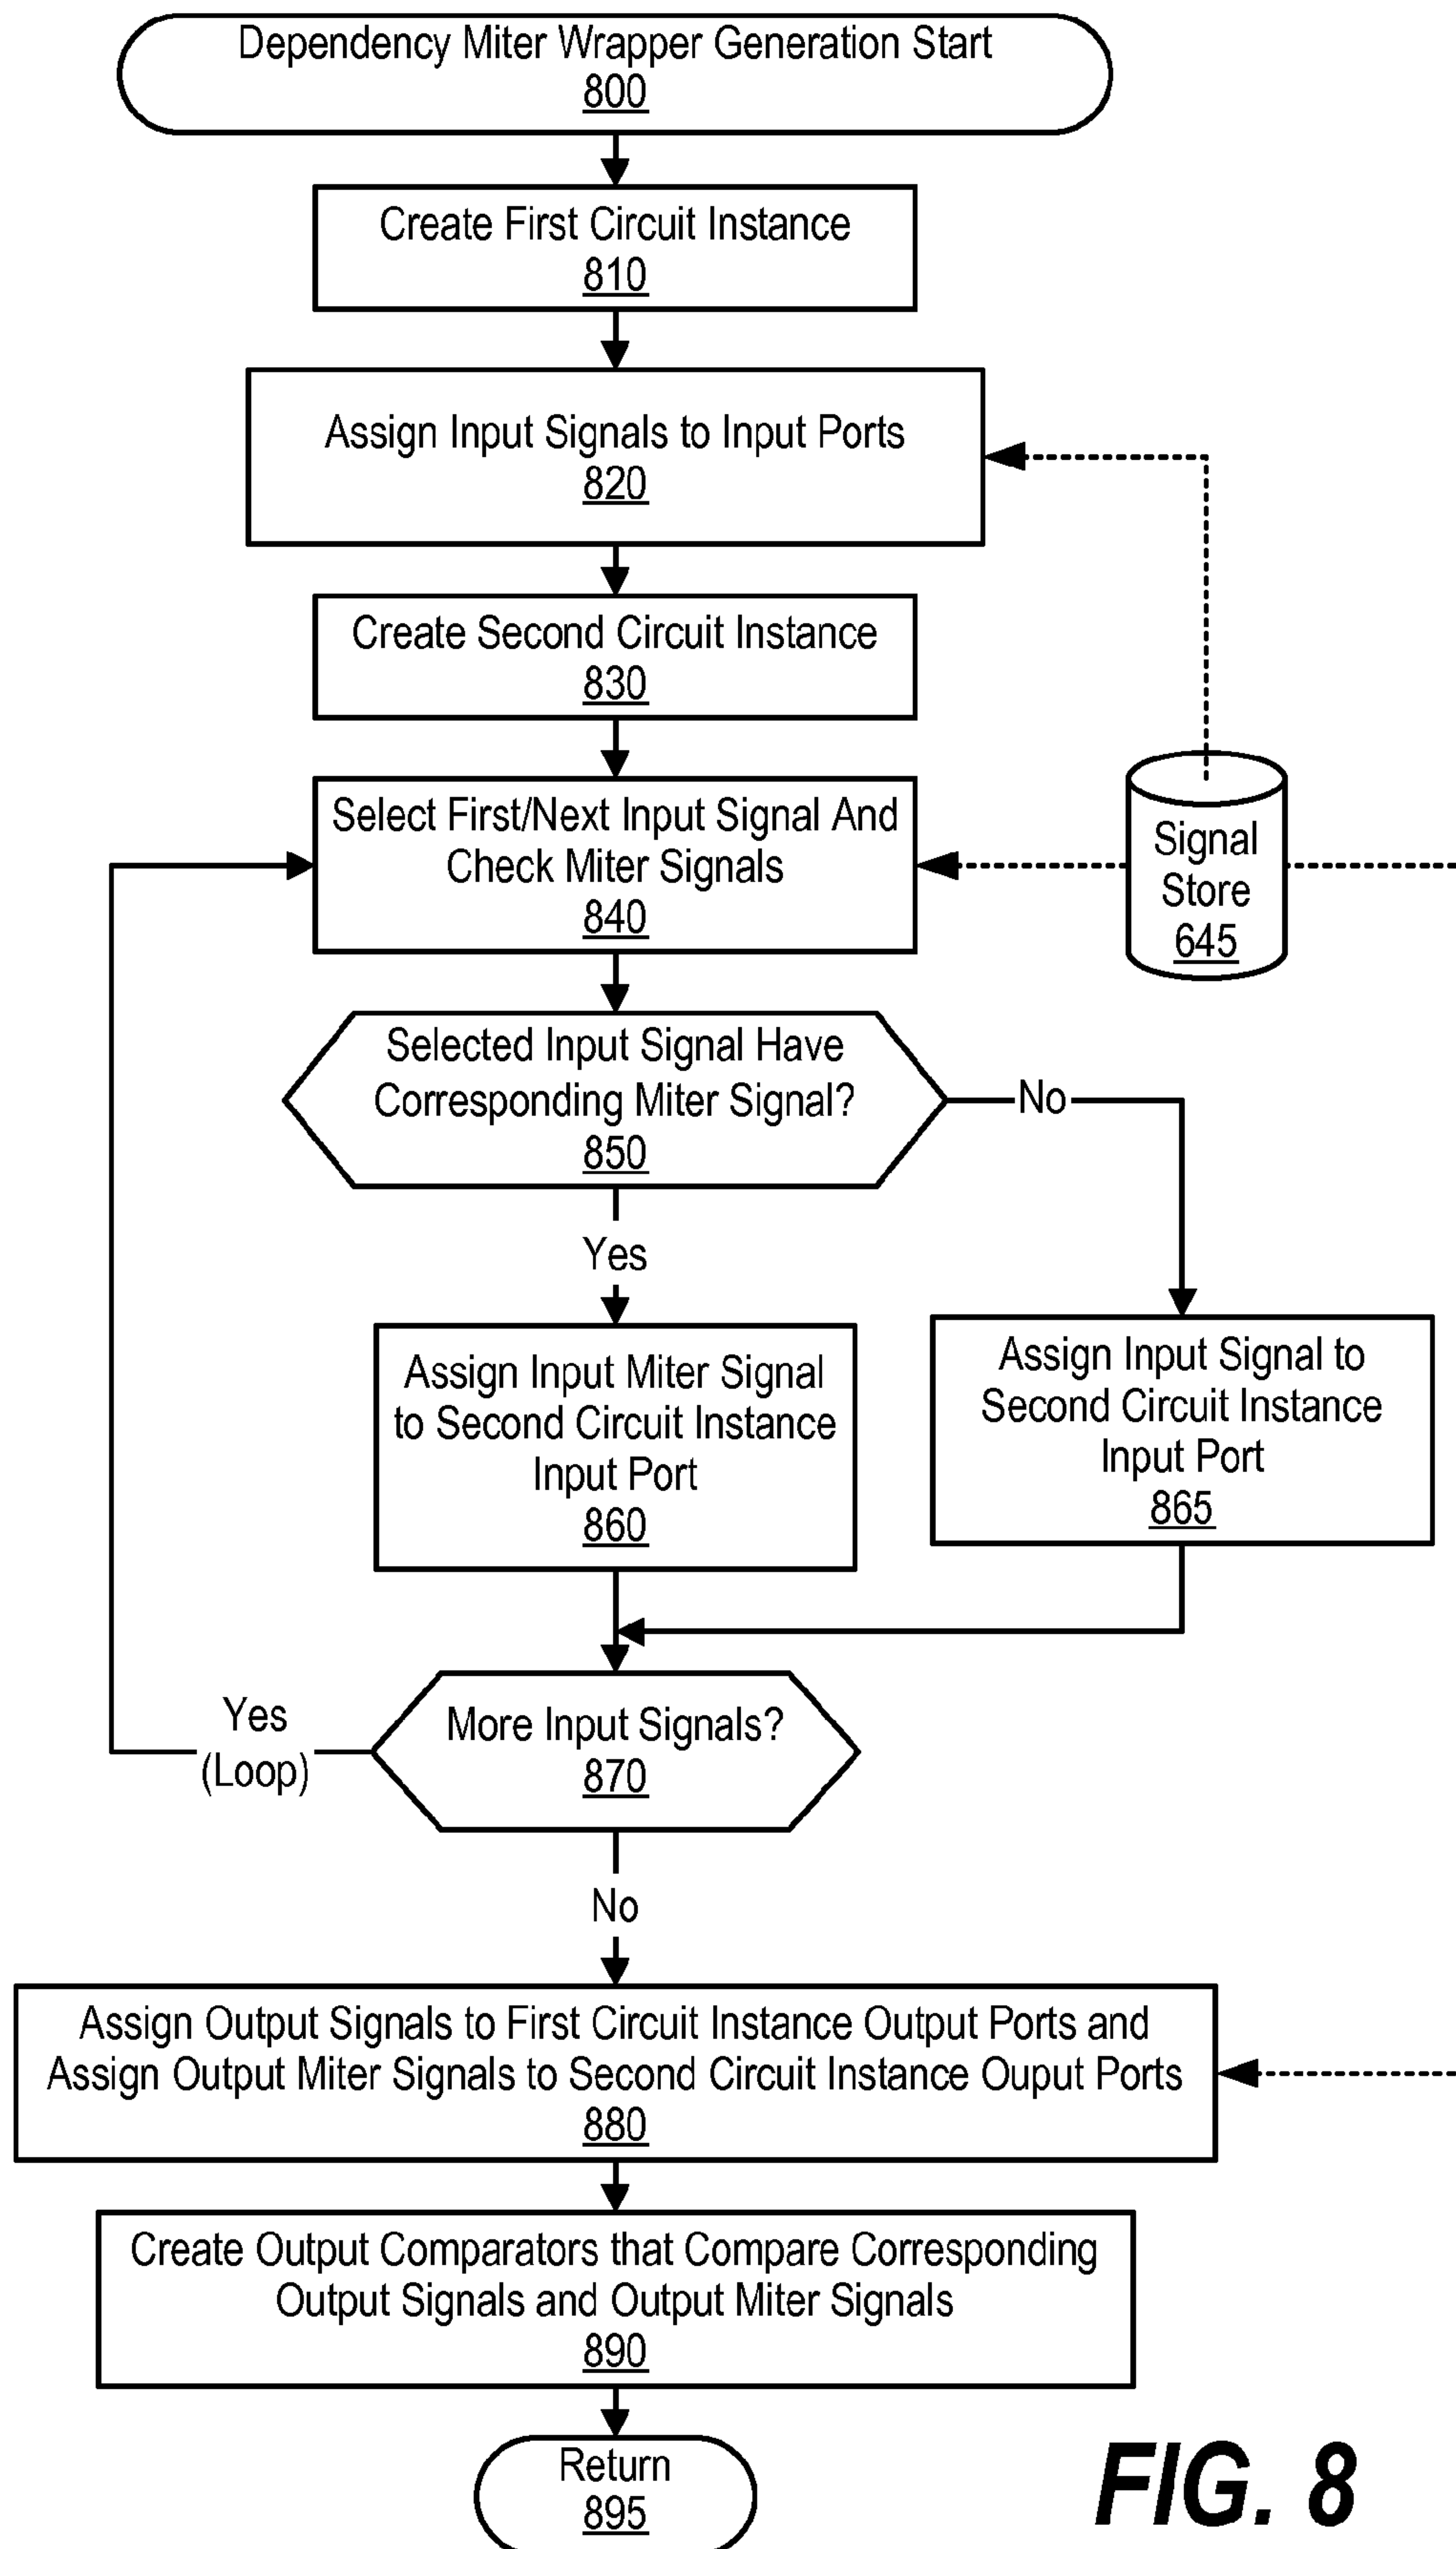 Dependency Miter Wrapper Generation Start
800
Create First Circuit Instance
810
Assign Input Signals to Input Ports
820
Create Second Circuit Instance
830
Select First/Next Input Signal And
Check Miter Signals
840
Signal
Store
645
Selected Input Signal Have
Corresponding Miter Signal?
850
No
Yes
Assign Input Miter Signal
to Second Circuit Instance
Input Port
860
Assign Input Signal to
Second Circuit Instance
Input Port
865
More Input Signals?
870
Yes
(Loop)
No
Assign Output Signals to First Circuit Instance Output Ports and
Assign Output Miter Signals to Second Circuit Instance Ouput Ports
880
Create Output Comparators that Compare Corresponding
Output Signals and Output Miter Signals
890
Return
895
FIG. 8